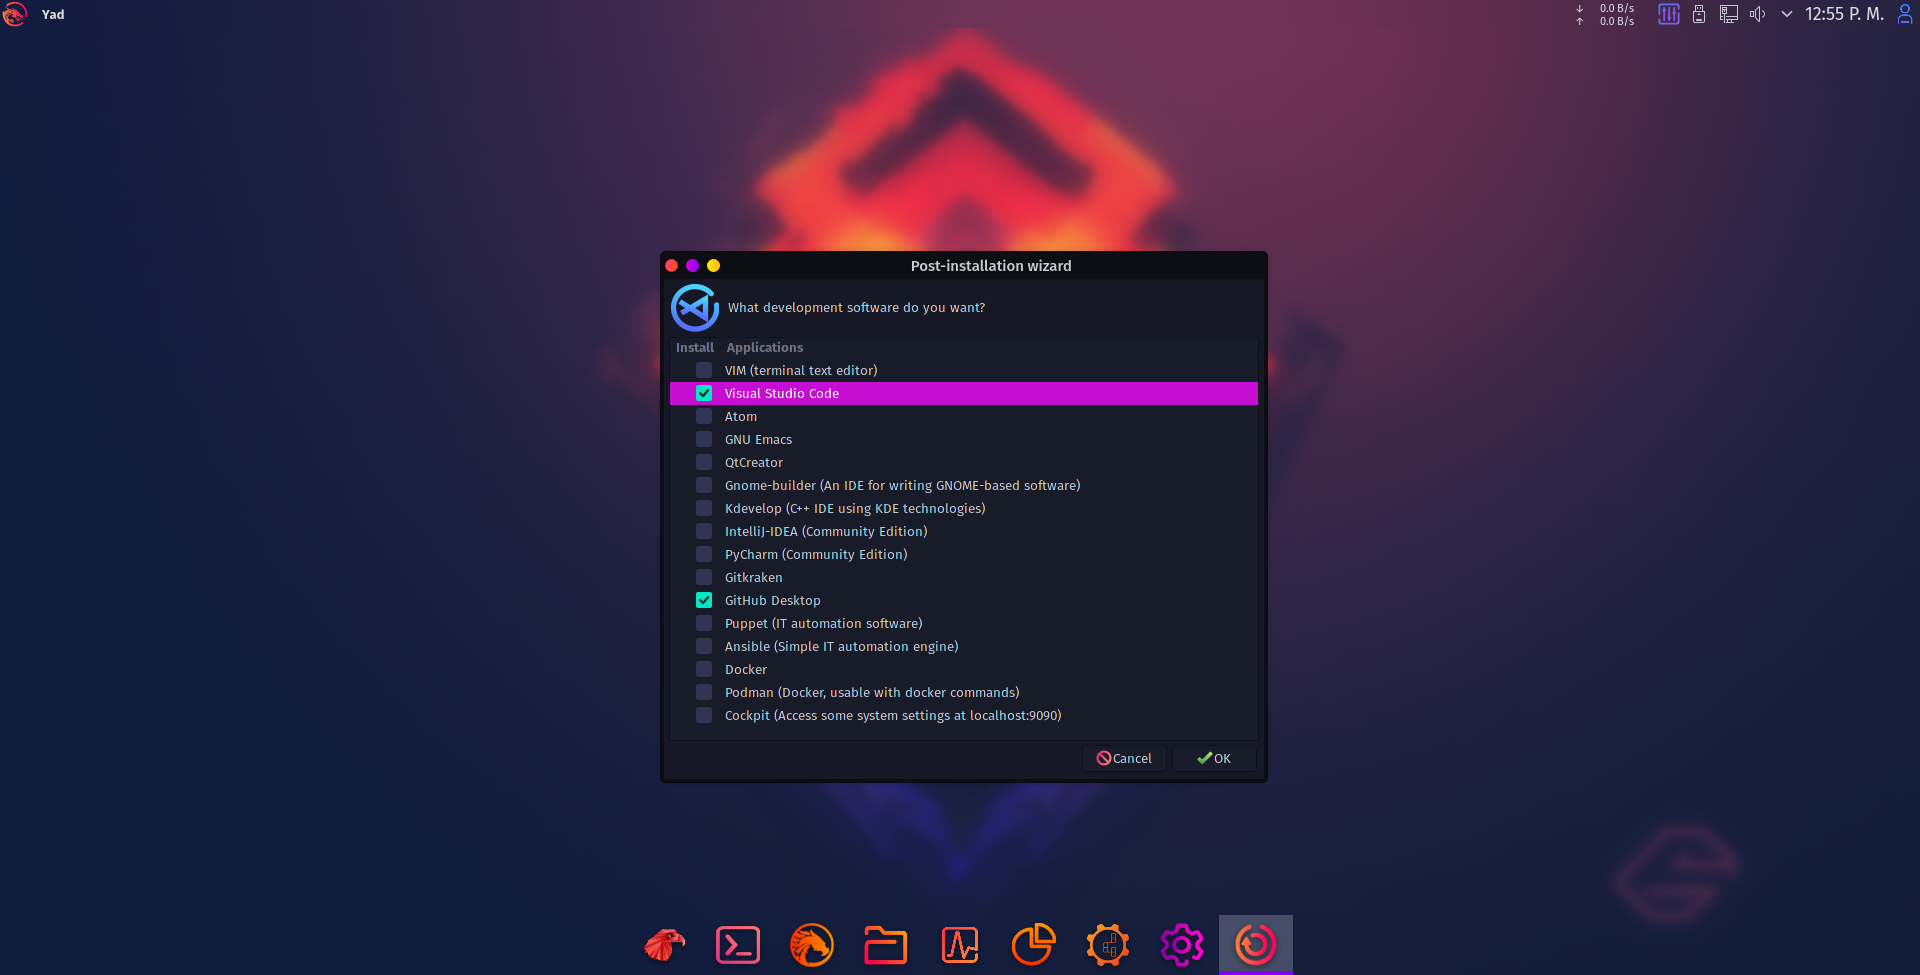 Yad
0.0 B/s
0.0 B/s
12:55 P. M.
Post-installation wizard
What development software do you want?
Install Applications
VIM (terminal text editor)
Visual Studio Code
Atom
GNU Emacs
QtCreator
Gnome-builder (An IDE for writing GNOME-based software)
Kdevelop (C++ IDE using KDE technologies)
IntelliJ-IDEA (Community Edition)
PyCharm (Community Edition)
Gitkraken
GitHub Desktop
Puppet (IT automation software)
Ansible (Simple IT automation engine)
Docker
Podman (Docker, usable with docker commands)
Cockpit (Access some system settings at localhost:9090)
Cancel OK